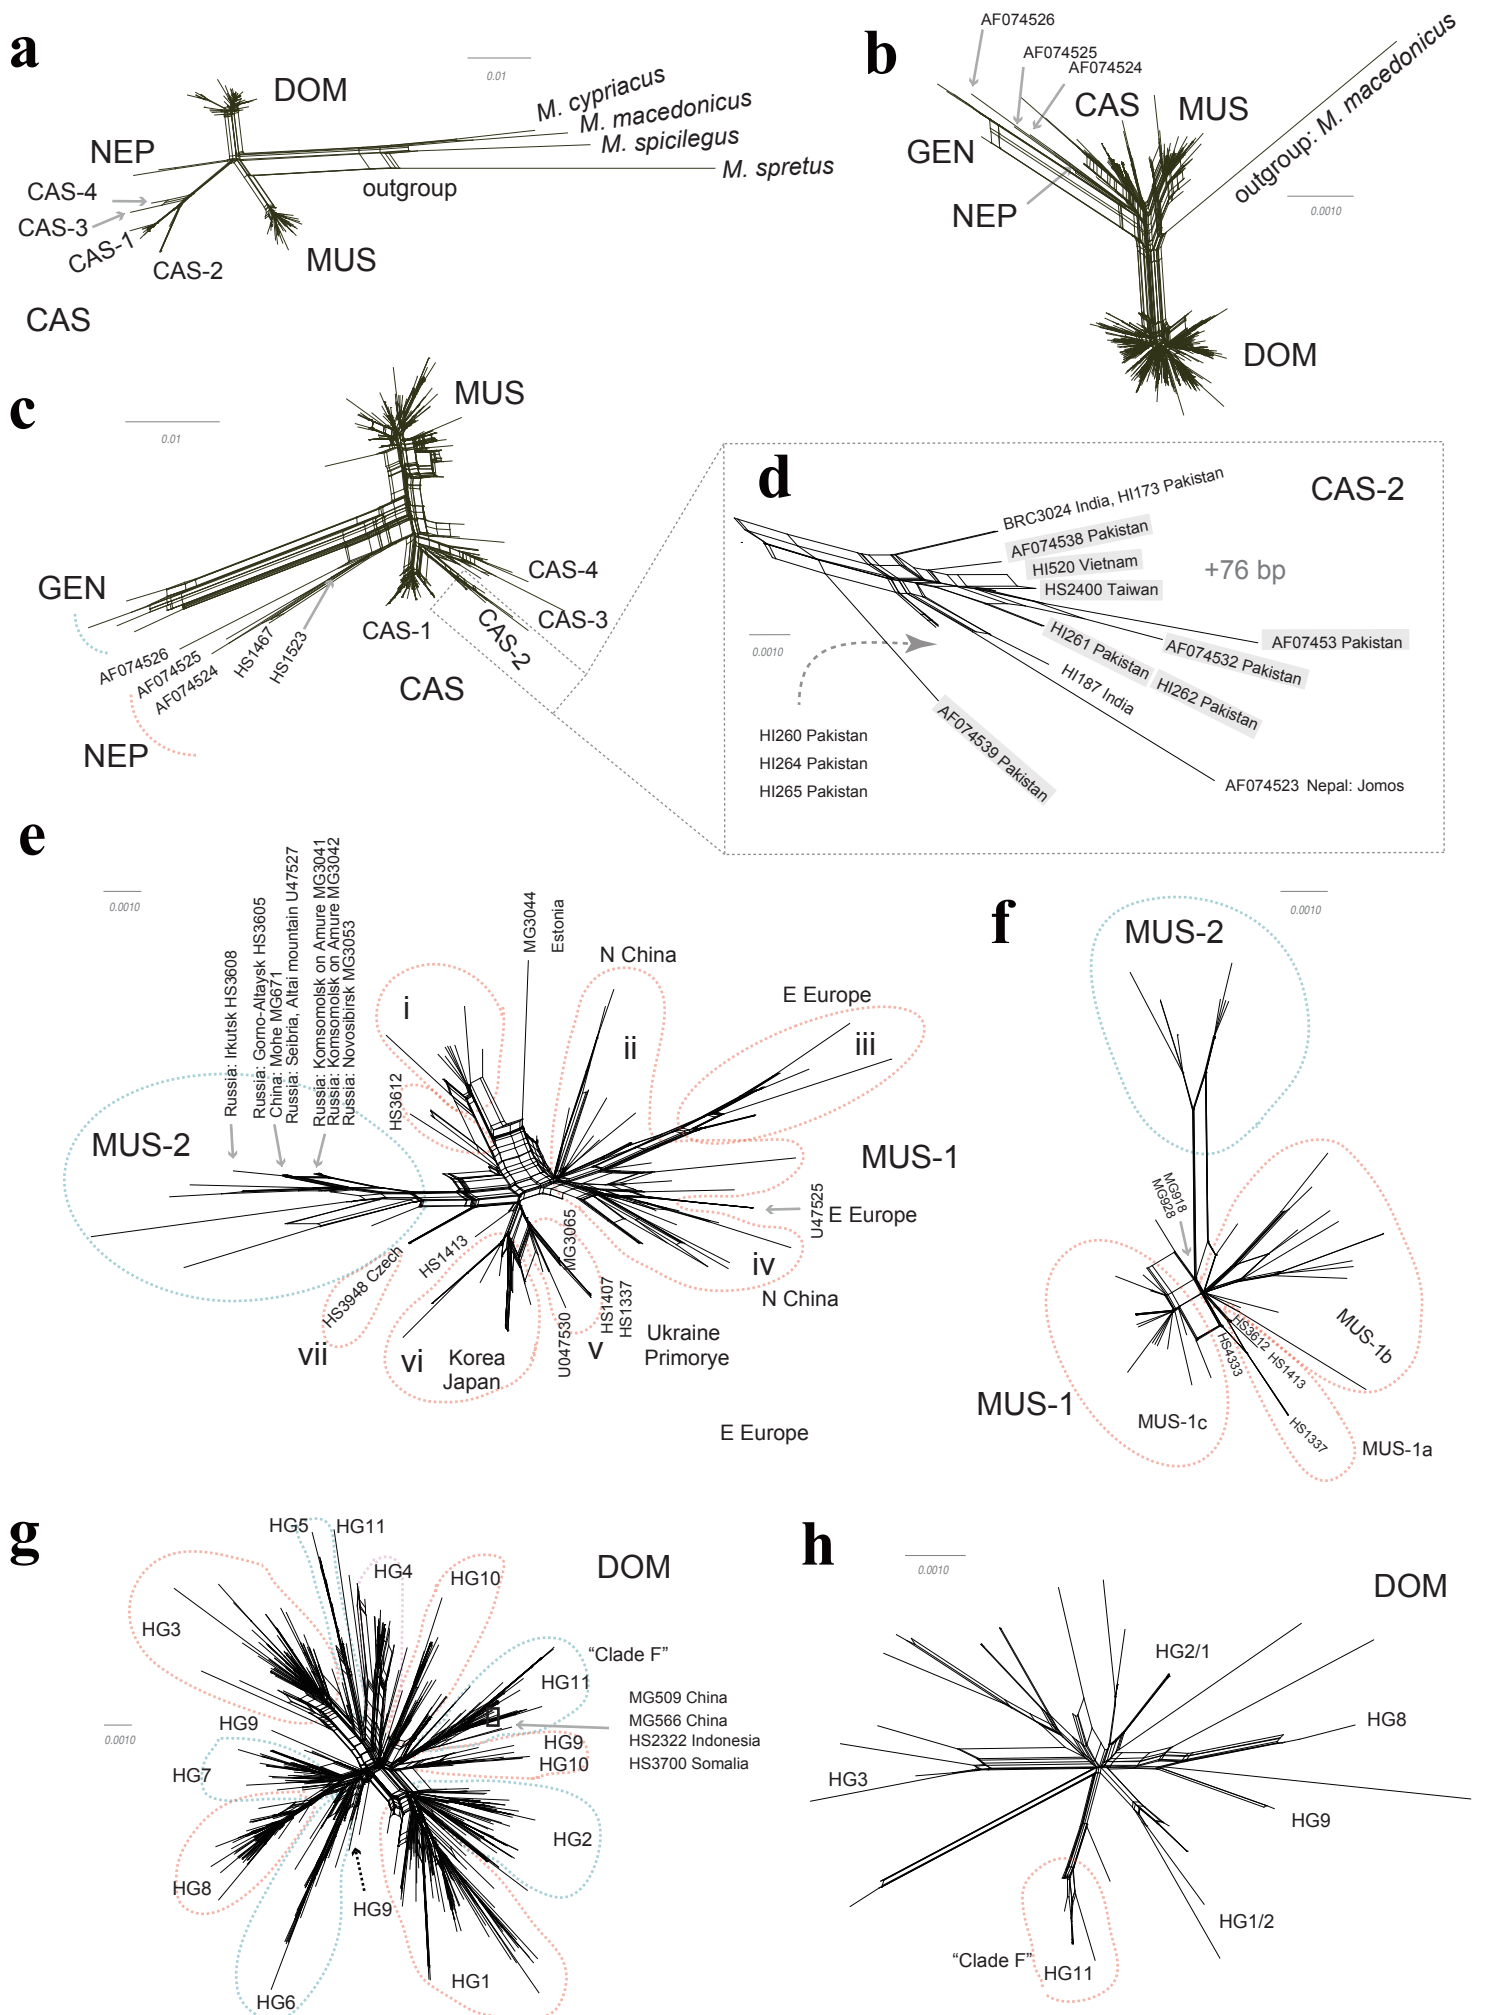 a
0.01
DOM
M. cypriacus
M. macedonicus
M. spicilegus
M. spretus
NEP
outgroup
CAS-4
CAS-3
CAS-1
CAS-2
MUS
CAS
b
AF074526
AF074525
AF074424
CAS
MUS
outgroup: M. macedonicus
GEN
NEP
0.0010
DOM
c
0.01
MUS
GEN
CAS-4
CAS-3
CAS-2
CAS-1
CAS
AF074526
AF074525
AF074424
HS1467
HS1523
NEP
d
CAS-2
BRC3024 India, HI173 Pakistan
AF074538 Pakistan
HI520 Vietnam
HS2400 Taiwan
+76 bp
0.0010
AF07453 Pakistan
AF074532 Pakistan
HI261 Pakistan
HI262 Pakistan
HI187 India
AF074539 Pakistan
AF074523 Nepal: Jomos
HI260 Pakistan
HI264 Pakistan
HI265 Pakistan
e
0.0010
Russia: Irkutsk HS3608
Russia: Gorno-Altaysk HS3605
China: Mohe MG671
Russia: Seibria, Altai mountain U47527
Russia: Komsomolsk on Amure MG3041
Russia: Komsomolsk on Amure MG3042
Russia: Novosibirsk MG3053
MG3044
Estonia
N China
E Europe
i
ii
iii
HS3612
MUS-2
MUS-1
U47525
E Europe
iv
N China
MG3065
HS1413
HS3948 Czech
vii
vi
Korea
Japan
U047530
v
HS1407
HS1337
Ukraine
Primorye
E Europe
f
0.0010
MUS-2
MG918
MG928
HS3612
HS1413
HS4333
HS1337
MUS-1b
MUS-1
MUS-1c
MUS-1a
g
DOM
HG5
HG11
HG4
HG10
HG3
"Clade F"
HG11
MG509 China
MG566 China
HS2322 Indonesia
HS3700 Somalia
0.0010
HG9
HG9
HG10
HG7
HG2
HG8
HG9
HG1
HG6
h
0.0010
DOM
HG2/1
HG8
HG3
HG9
HG1/2
"Clade F"
HG11